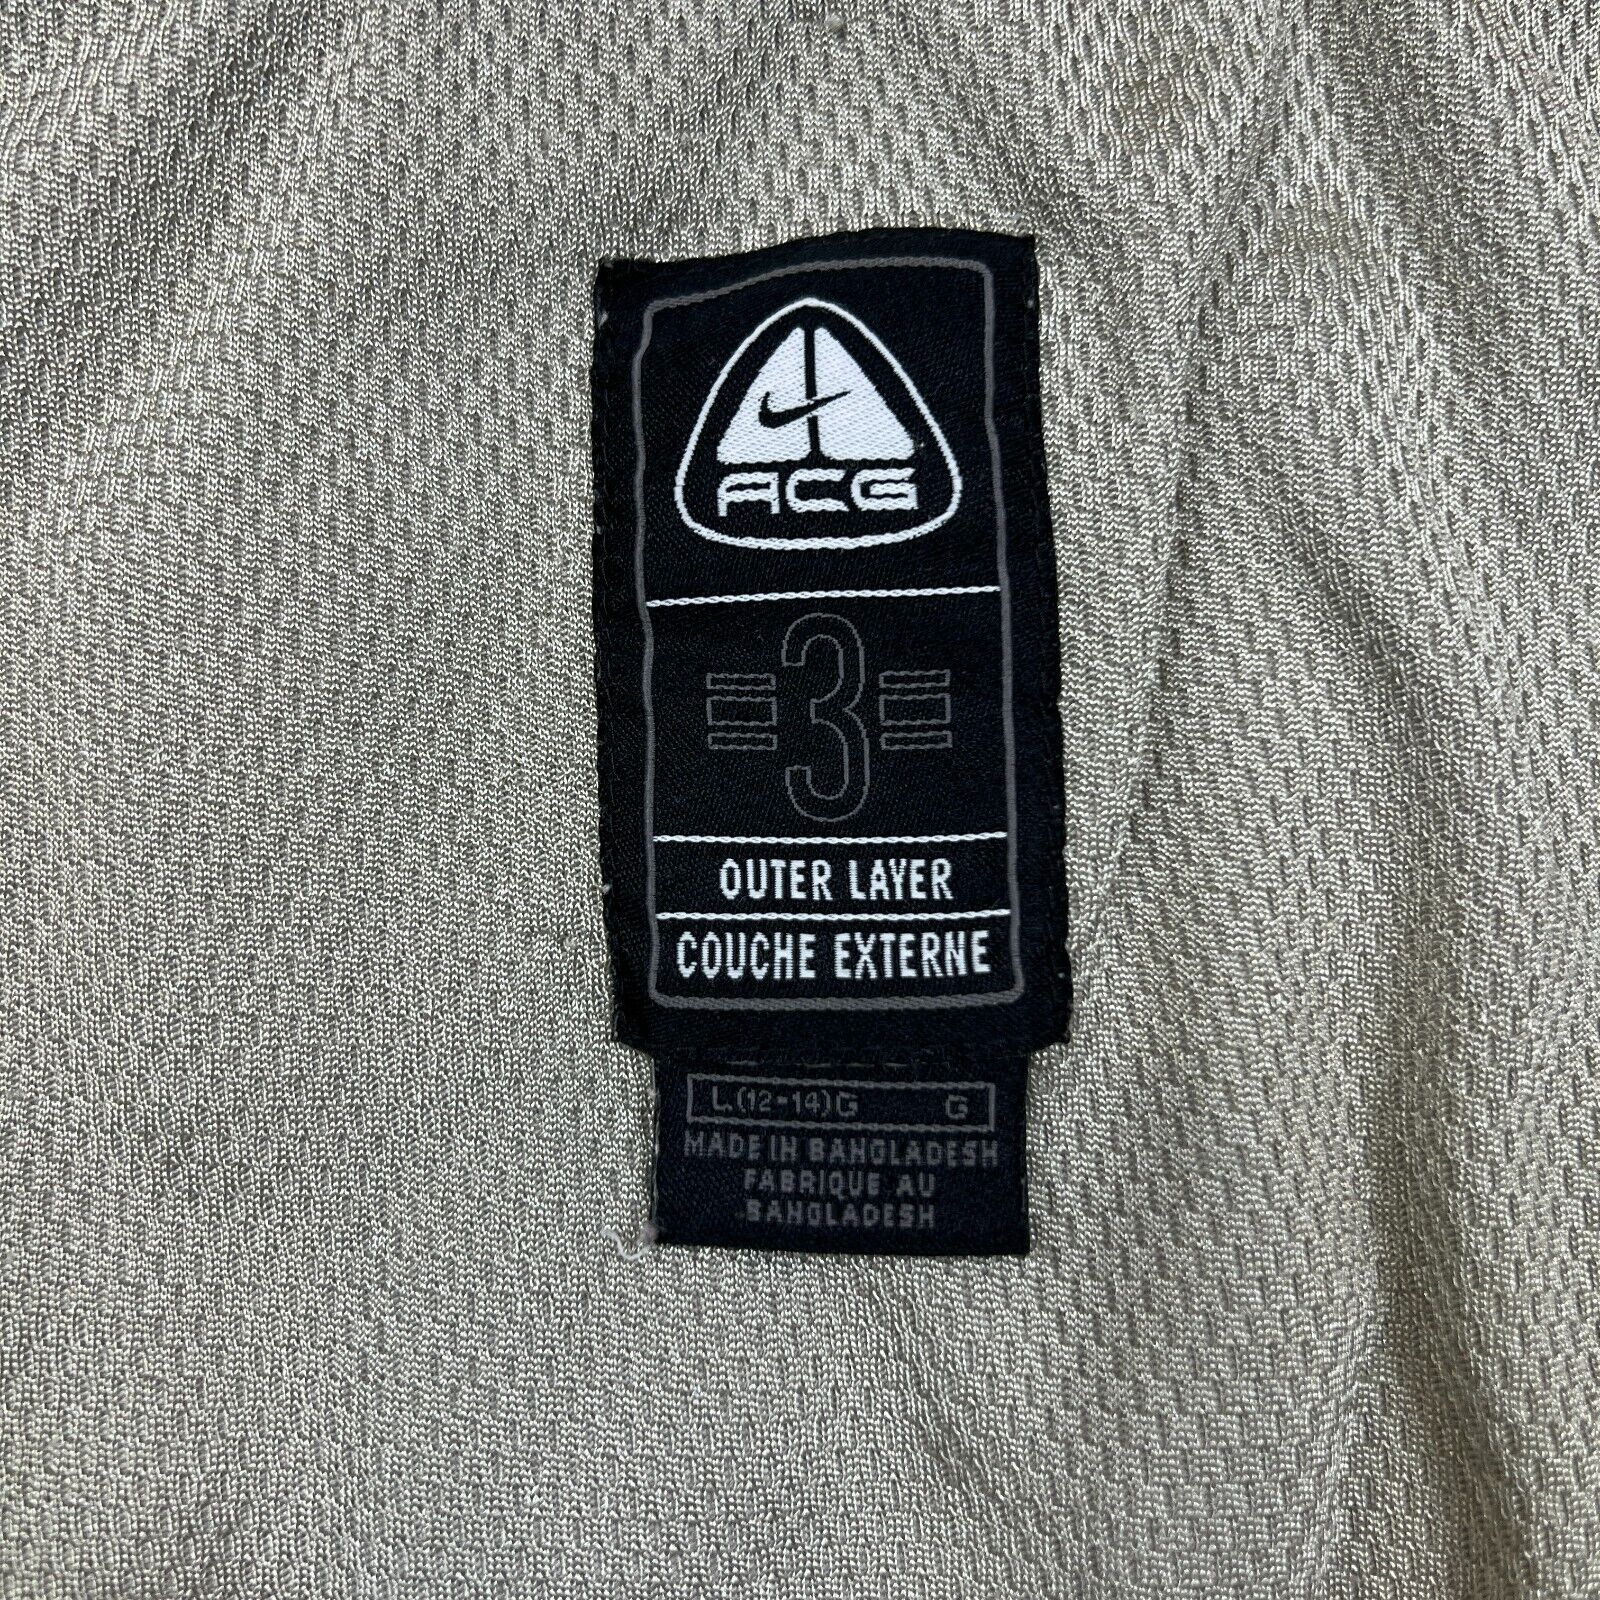 ACG
3
OUTER LAYER
COUCHE EXTERNE
L(12-14)G G
MADE IN BANGLADESH
FABRIQUE AU
BANGLADESH